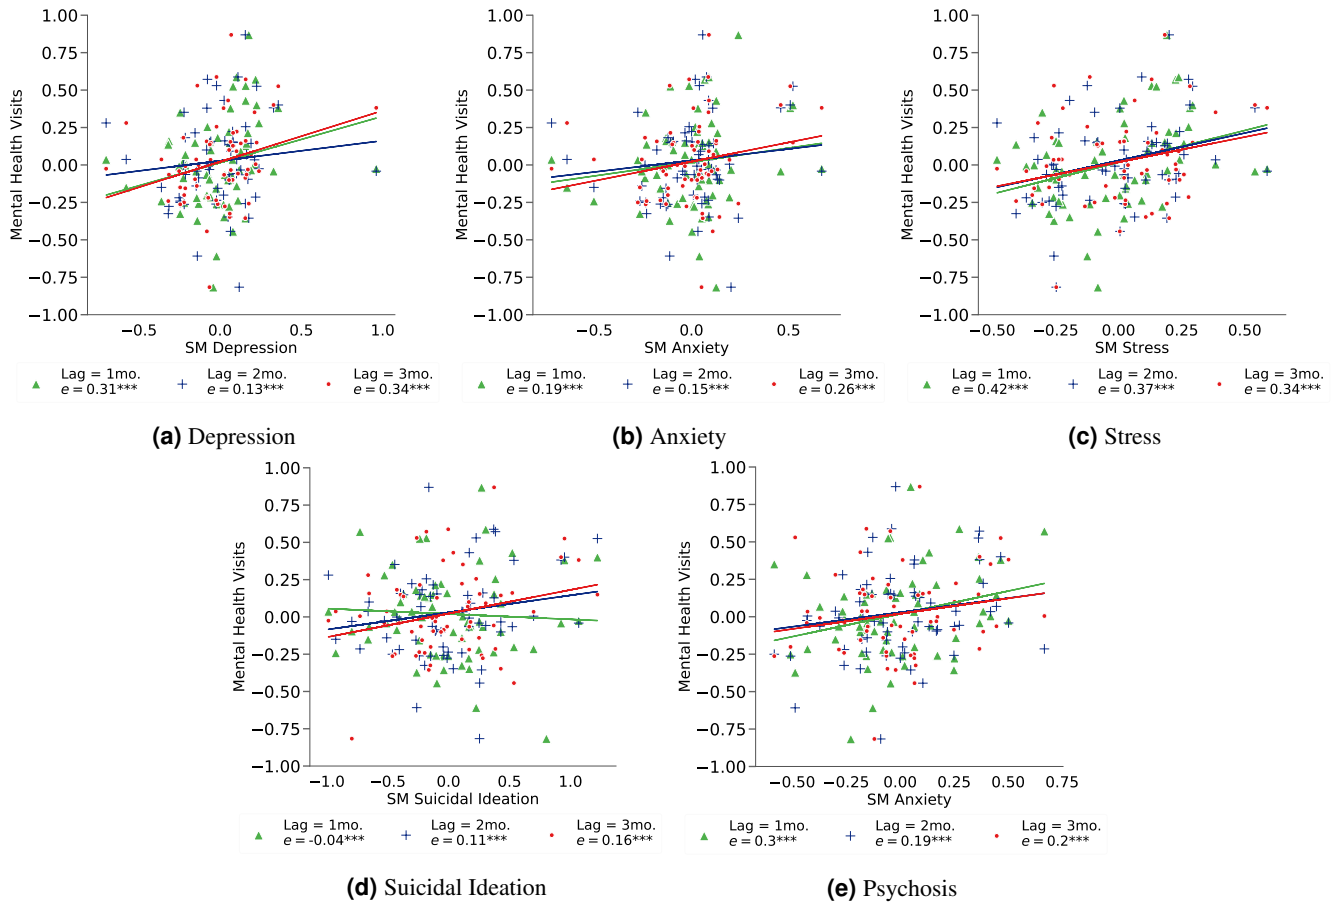 1.00
0.75
0.50
0.25
0.00
−0.25
−0.50
−0.75
−1.00
Mental Health Visits
−0.5 0.0 0.5 1.0
SM Depression
Lag = 1mo. Lag = 2mo. Lag = 3mo.
e = 0.31*** e = 0.13*** e = 0.34***
(a) Depression
1.00
0.75
0.50
0.25
0.00
−0.25
−0.50
−0.75
−1.00
Mental Health Visits
−0.5 0.0 0.5
SM Anxiety
Lag = 1mo. Lag = 2mo. Lag = 3mo.
e = 0.19*** e = 0.15*** e = 0.26***
(b) Anxiety
1.00
0.75
0.50
0.25
0.00
−0.25
−0.50
−0.75
−1.00
Mental Health Visits
−0.50 −0.25 0.00 0.25 0.50
SM Stress
Lag = 1mo. Lag = 2mo. Lag = 3mo.
e = 0.42*** e = 0.37*** e = 0.34***
(c) Stress
1.00
0.75
0.50
0.25
0.00
−0.25
−0.50
−0.75
−1.00
Mental Health Visits
−1.0 −0.5 0.0 0.5 1.0
SM Suicidal Ideation
Lag = 1mo. Lag = 2mo. Lag = 3mo.
e = -0.04*** e = 0.11*** e = 0.16***
(d) Suicidal Ideation
1.00
0.75
0.50
0.25
0.00
−0.25
−0.50
−0.75
−1.00
Mental Health Visits
−0.50 −0.25 0.00 0.25 0.50 0.75
SM Anxiety
Lag = 1mo. Lag = 2mo. Lag = 3mo.
e = 0.3*** e = 0.19*** e = 0.2***
(e) Psychosis